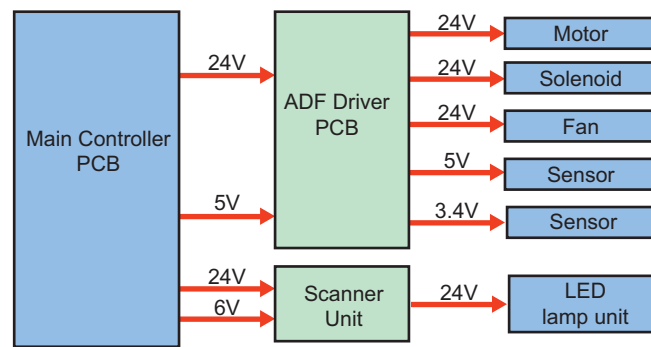 Main Controller
PCB
24V
5V
24V
6V
ADF Driver
PCB
Scanner
Unit
24V
Motor
24V
Solenoid
24V
Fan
5V
Sensor
3.4V
Sensor
24V
LED
lamp unit